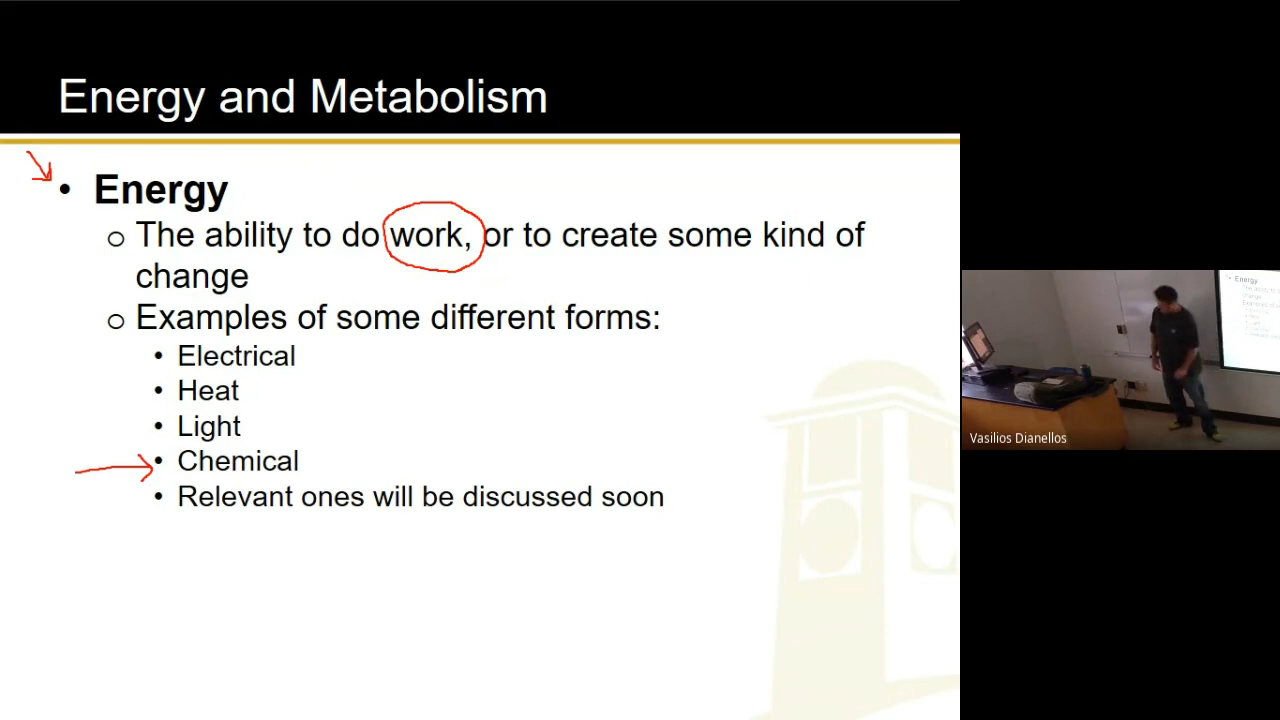 Energy and Metabolism
• Energy
o The ability to do work, or to create some kind of
change
o Examples of some different forms:
• Electrical
• Heat
• Light
• Chemical
• Relevant ones will be discussed soon
Energy
Vasilios Dianellos